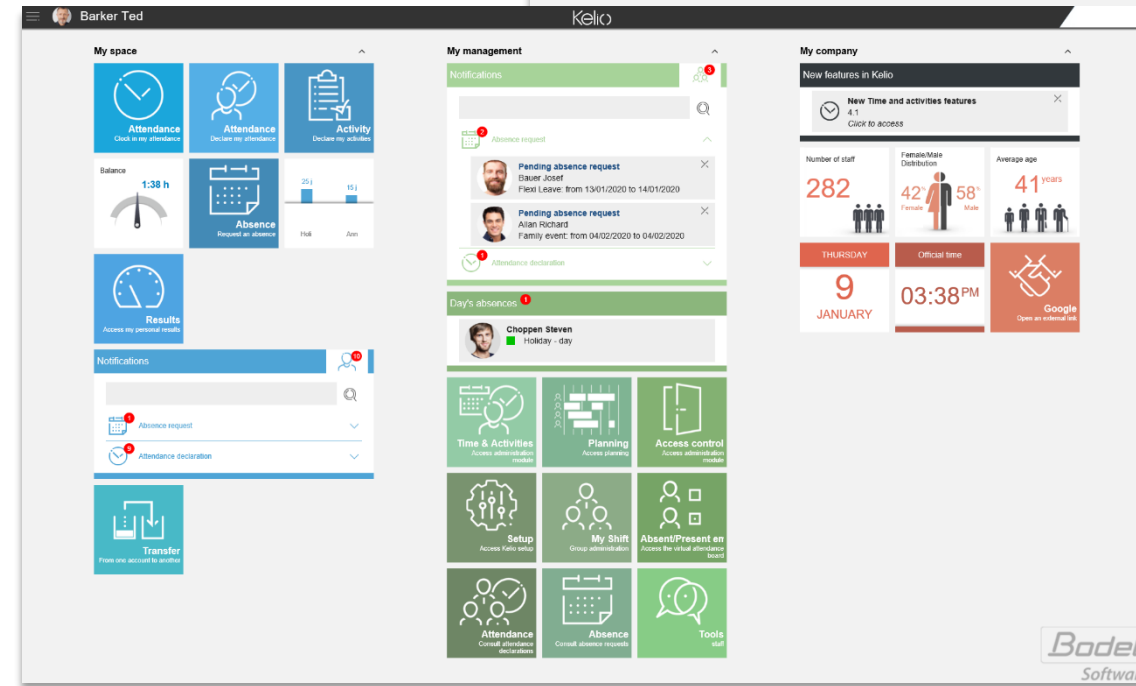 Barker Ted
Kelio
My space
Attendance
Clock in my attendance
Attendance
Declare my attendance
Activity
Declare my activities
Balance
1:38 h
Absence
Request an absence
25 j
15 j
Holi
Ann
Results
Access my personal results
Notifications
10
1
Absence request
9
Attendance declaration
Transfer
From one account to another
My management
Notifications
3
2
Absence request
Pending absence request
Bauer Josef
Flexi Leave: from 13/01/2020 to 14/01/2020
Pending absence request
Allan Richard
Family event: from 04/02/2020 to 04/02/2020
1
Attendance declaration
Day's absences 1
Choppen Steven
Holiday - day
Time & Activities
Access administration
module
Planning
Access planning
Access control
Access administration
module
Setup
Access Kelio setup
My Shift
Group administration
Absent/Present em
Access the virtual attendance
board
Attendance
Consult attendance
declarations
Absence
Consult absence requests
Tools
staff
My company
New features in Kelio
New Time and activities features
4.1
Click to access
Number of staff
282
Female/Male
Distribution
42%
Female
58%
Male
Average age
41 years
THURSDAY
9
JANUARY
Official time
03:38 PM
Google
Open an external link
Bodet
Software